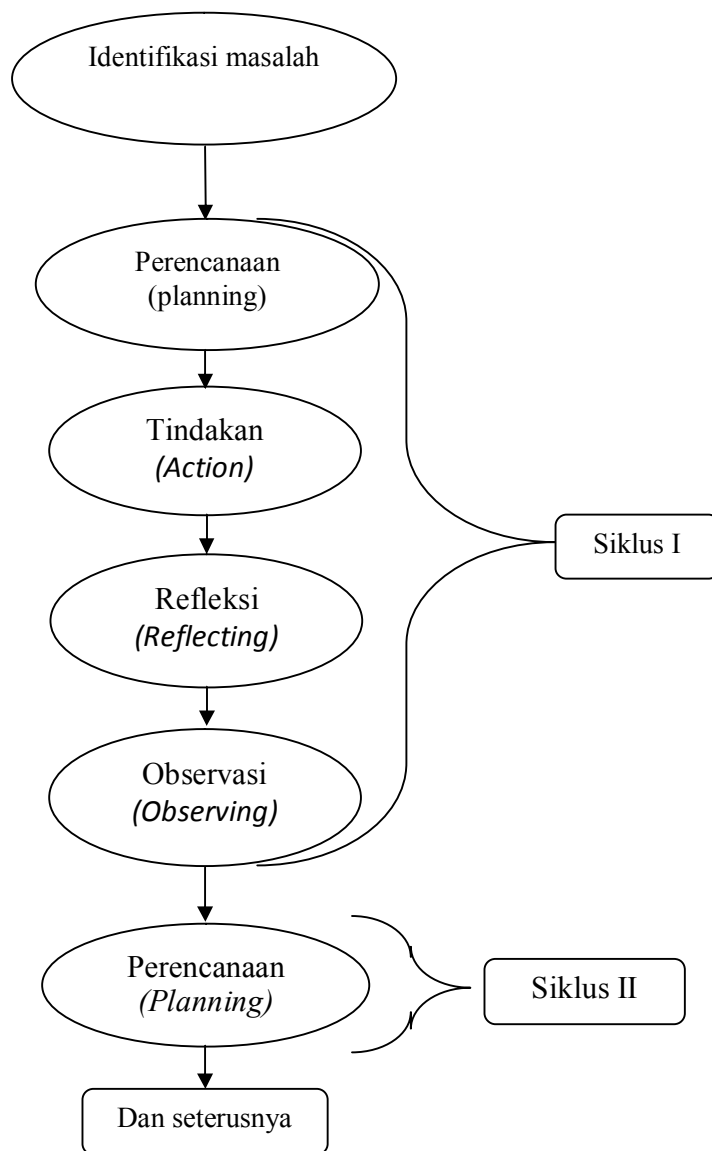 Identifikasi masalah
Perencanaan
(planning)
Tindakan
(Action)
Refleksi
(Reflecting)
Observasi
(Observing)
Siklus I
Perencanaan
(Planning)
Siklus II
Dan seterusnya